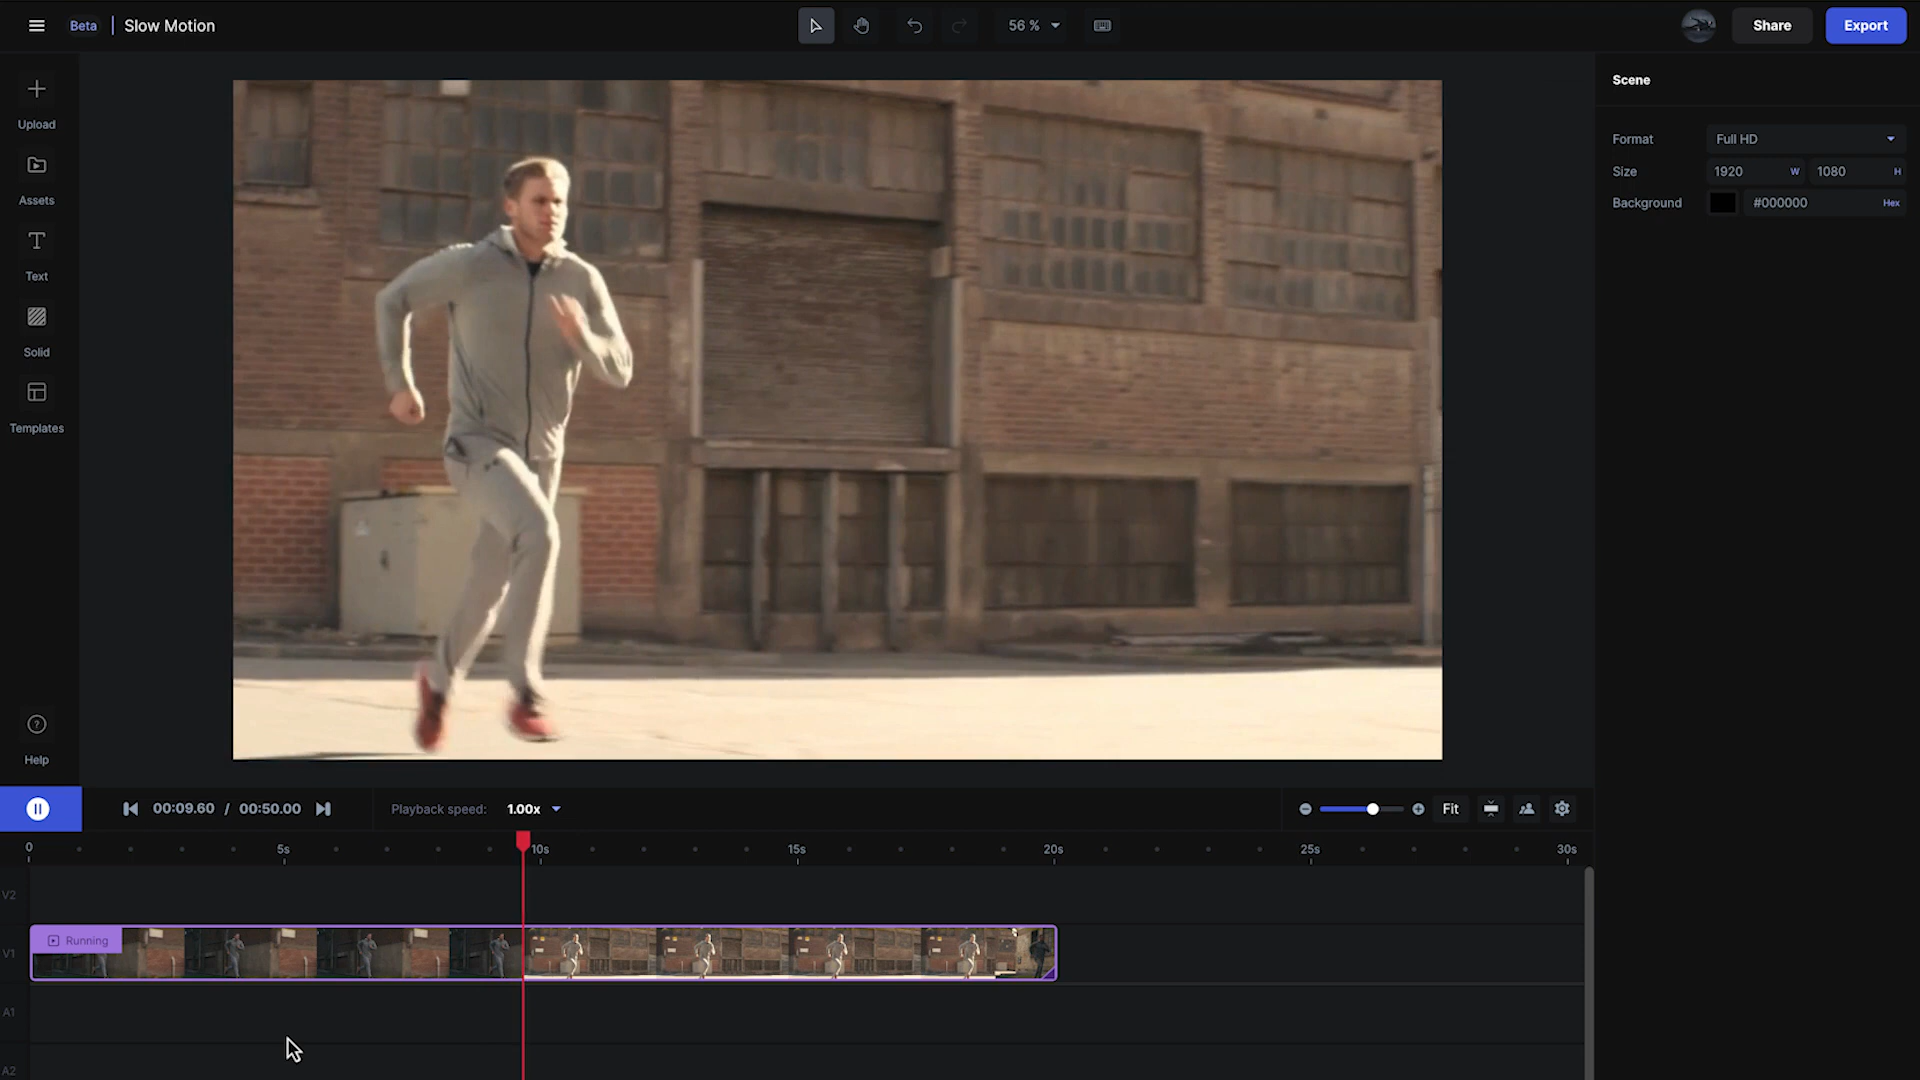 Beta | Slow Motion
56 %
Share
Export
Upload
Assets
Text
Solid
Templates
Help
Scene
Format Full HD
Size 1920 W 1080 H
Background #000000 Hex
00:09.60 / 00:50.00
Playback speed: 1.00x
Fit
0 5s 10s 15s 20s 25s 30s
V2
V1 Running
A1
A2